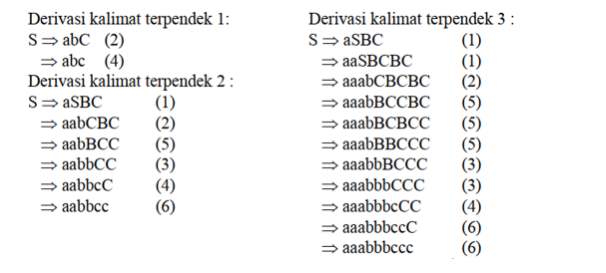 Derivasi kalimat terpendek 1:
S ⇒ abC (2)
⇒ abc (4)
Derivasi kalimat terpendek 2 :
S ⇒ aSBC (1)
⇒ aabCBC (2)
⇒ aabBCC (5)
⇒ aabbCC (3)
⇒ aabbcC (4)
⇒ aabbcc (6)
Derivasi kalimat terpendek 3 :
S ⇒ aSBC (1)
⇒ aaSBCBC (1)
⇒ aaabCBCBC (2)
⇒ aaabBCCBC (5)
⇒ aaabBCBCC (5)
⇒ aaabBBCCC (5)
⇒ aaabbBCCC (3)
⇒ aaabbbCCC (3)
⇒ aaabbbcCC (4)
⇒ aaabbbccC (6)
⇒ aaabbbccc (6)